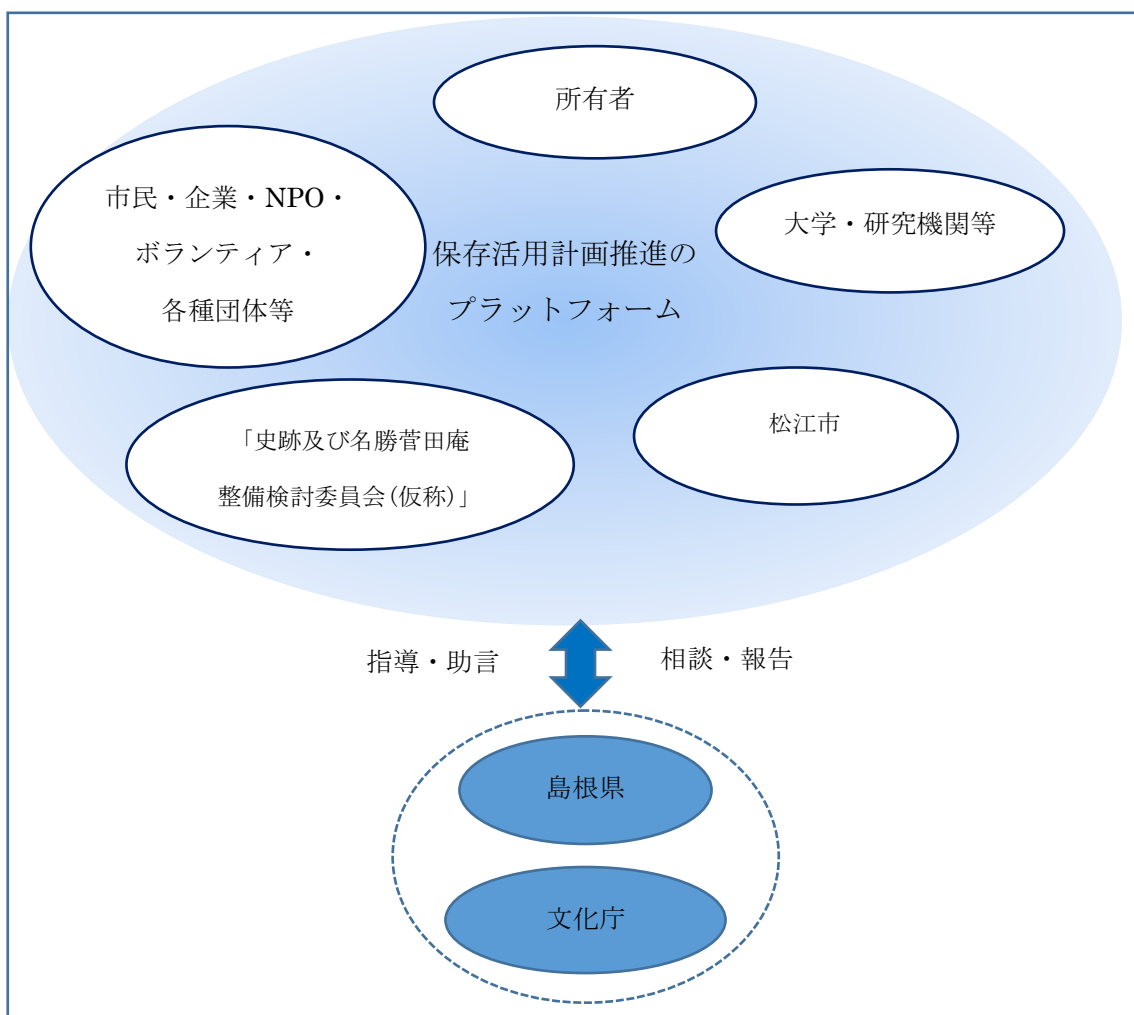 所有者
市民・企業・NPO・
ボランティア・
各種団体等
大学・研究機関等
保存活用計画推進の
プラットフォーム
「史跡及び名勝菅田庵
整備検討委員会(仮称)」
松江市
指導・助言
相談・報告
島根県
文化庁